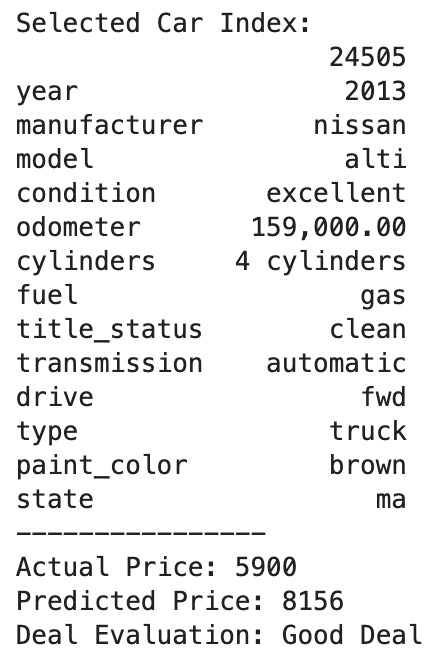 Selected Car Index:
24505
year 2013
manufacturer nissan
model alti
condition excellent
odometer 159,000.00
cylinders 4 cylinders
fuel gas
title_status clean
transmission automatic
drive fwd
type truck
paint_color brown
state ma
----------------
Actual Price: 5900
Predicted Price: 8156
Deal Evaluation: Good Deal